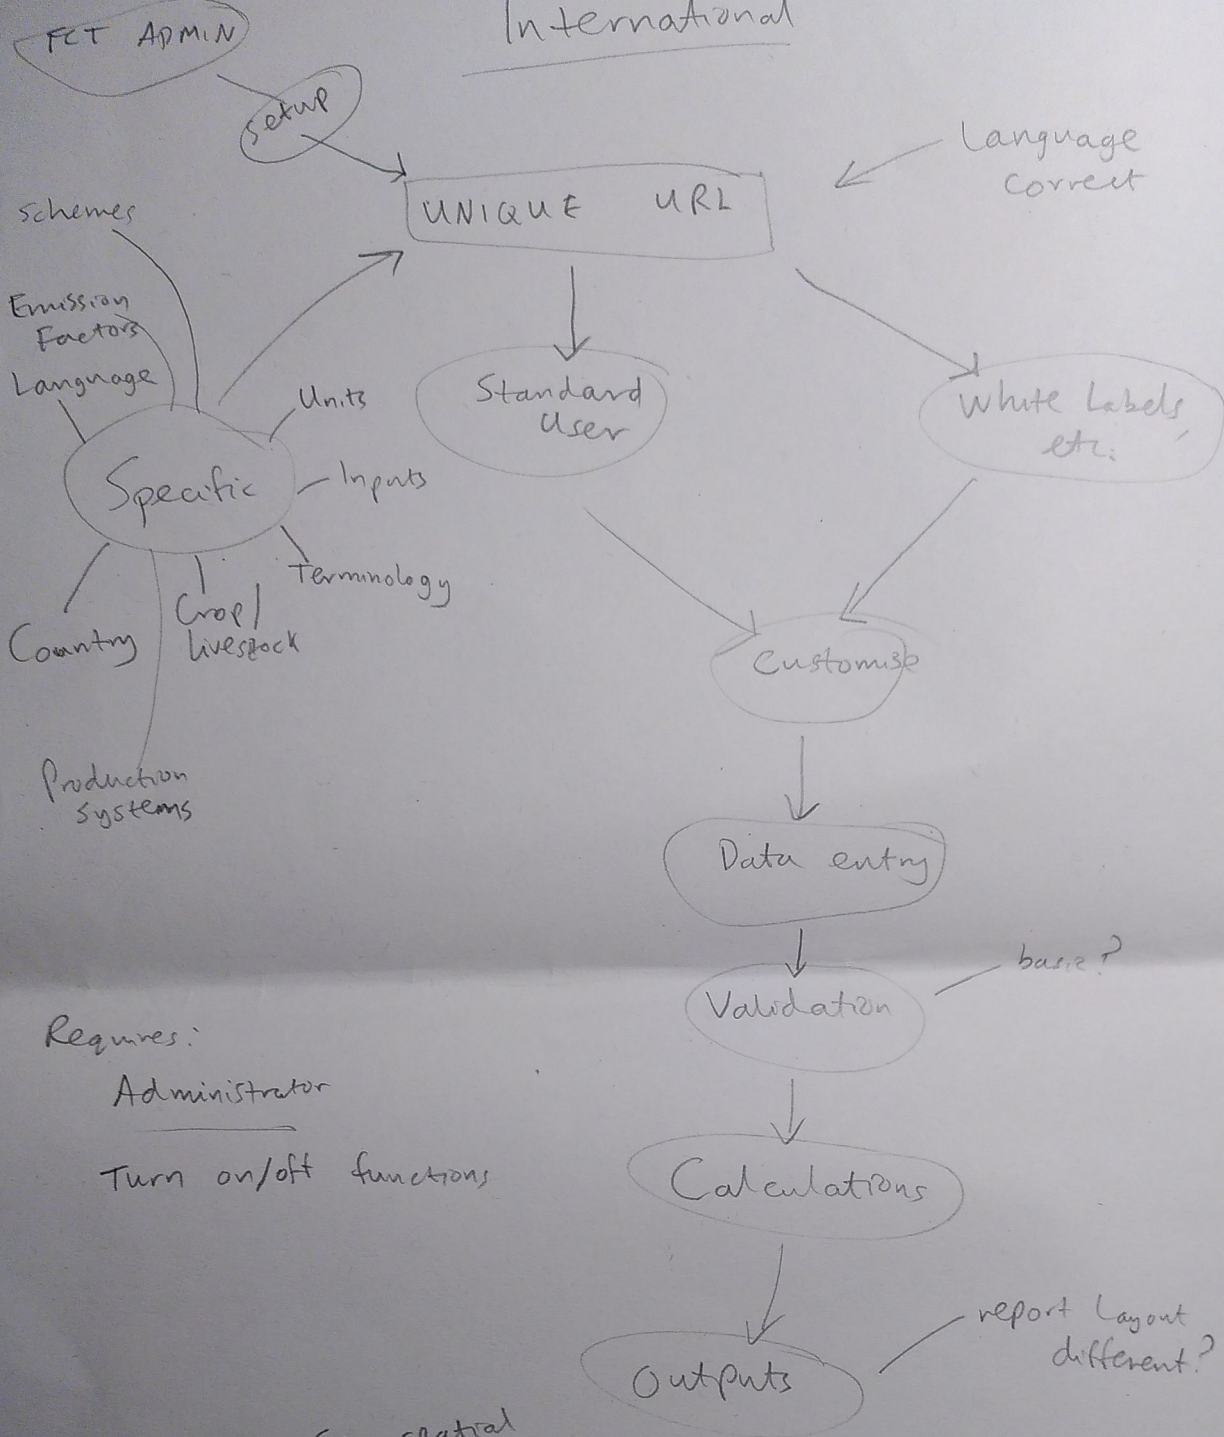 FCT ADMIN
International
setup
Language
correct
UNIQUE URL
schemes
Emission
Factors
Language
Units
Standard
User
White Labels,
etc.
Specific
Inputs
Terminology
Crop/
livestock
Country
Customise
Production
systems
Data entry
basic?
Validation
Requires:
Administrator
Turn on/off functions
Calculations
report Layout
different?
Outputs